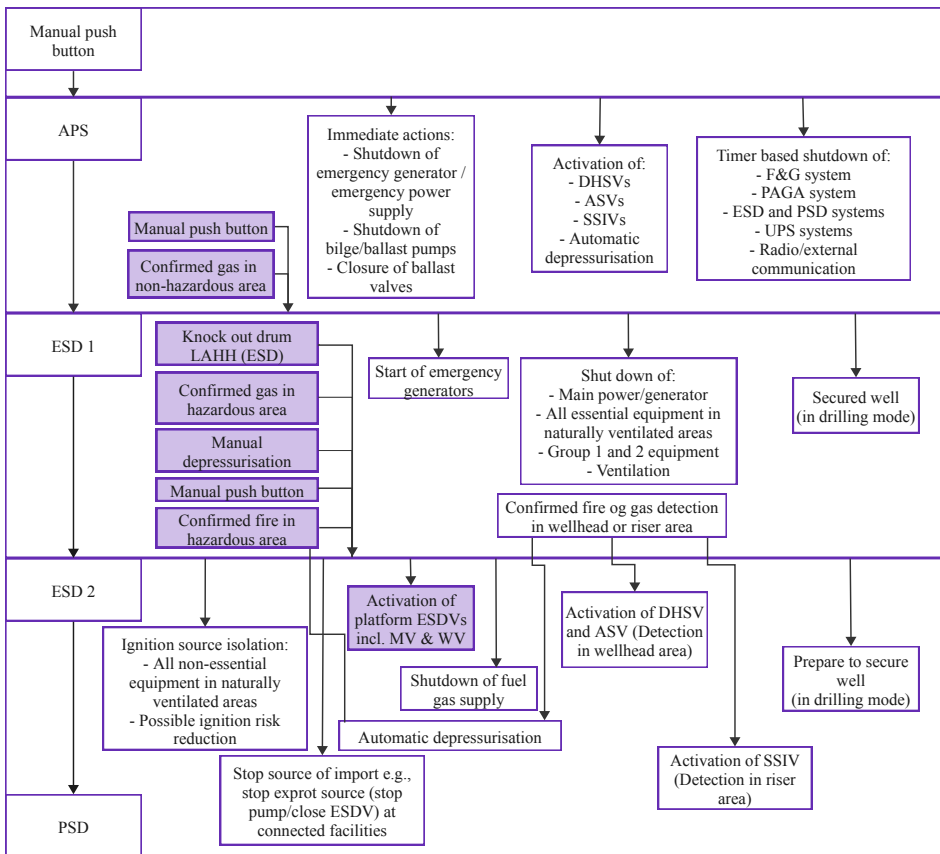 Manual push
button
APS
Immediate actions:
- Shutdown of
emergency generator /
emergency power
supply
- Shutdown of
bilge/ballast pumps
- Closure of ballast
valves
Activation of:
- DHSVs
- ASVs
- SSIVs
- Automatic
depressurisation
Timer based shutdown of:
- F&G system
- PAGA system
- ESD and PSD systems
- UPS systems
- Radio/external
communication
Manual push button
Confirmed gas in
non-hazardous area
ESD 1
Knock out drum
LAHH (ESD)
Confirmed gas in
hazardous area
Manual
depressurisation
Manual push button
Confirmed fire in
hazardous area
Start of emergency
generators
Shut down of:
- Main power/generator
- All essential equipment in
naturally ventilated areas
- Group 1 and 2 equipment
- Ventilation
Secured well
(in drilling mode)
Confirmed fire og gas detection
in wellhead or riser area
ESD 2
Ignition source isolation:
- All non-essential
equipment in naturally
ventilated areas
- Possible ignition risk
reduction
Activation of
platform ESDVs
incl. MV & WV
Shutdown of fuel
gas supply
Automatic depressurisation
Activation of DHSV
and ASV (Detection
in wellhead area)
Prepare to secure
well
(in drilling mode)
Stop source of import e.g.,
stop exprot source (stop
pump/close ESDV) at
connected facilities
Activation of SSIV
(Detection in riser
area)
PSD